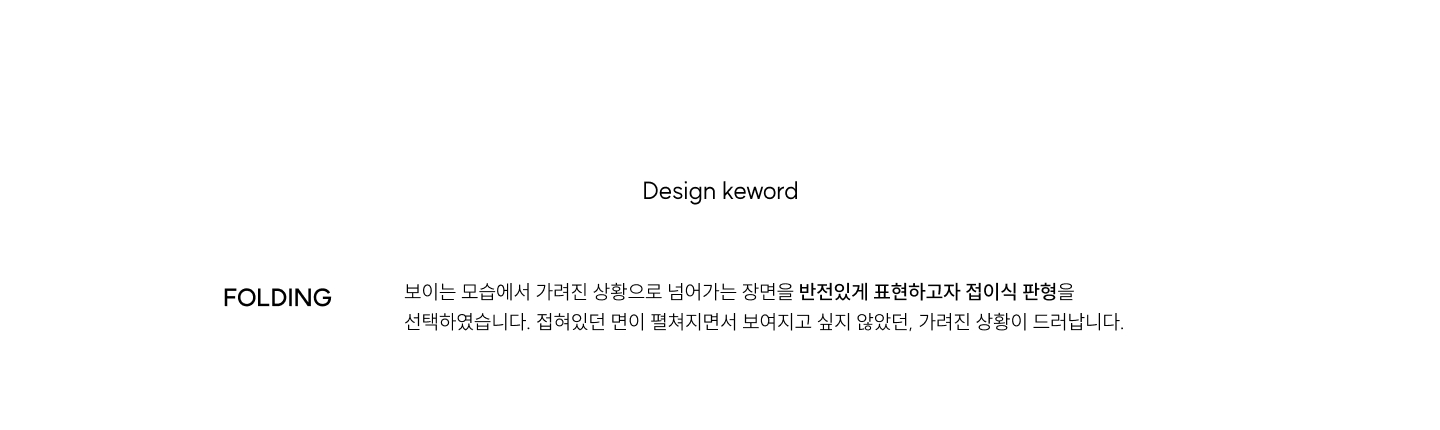 Design keword
FOLDING
보이는 모습에서 가려진 상황으로 넘어가는 장면을 반전있게 표현하고자 접이식 판형을
선택하였습니다. 접혀있던 면이 펼쳐지면서 보여지고 싶지 않았던, 가려진 상황이 드러납니다.